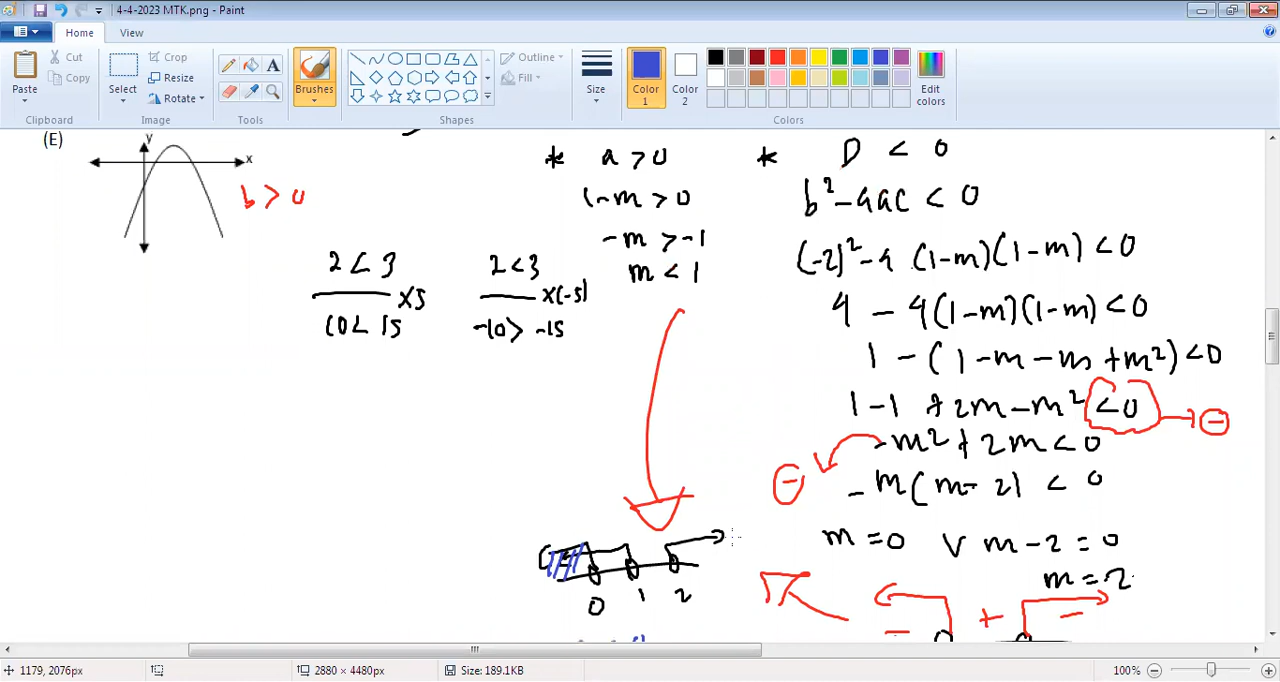 4-4-2023 MTK.png - Paint
Home
View
Paste
Cut
Copy
Clipboard
Select
Crop
Resize
Rotate
Image
Tools
Brushes
Shapes
Outline
Fill
Size
Color 1
Color 2
Edit colors
Colors
(E)
y
x
b > 0
2 < 3
×5
10 < 15
2 < 3
×(-5)
-10 > -15
* a > 0
1 - m > 0
-m > -1
m < 1
* D < 0
b² - 4ac < 0
(-2)² - 4 . (1-m)(1-m) < 0
4 - 4(1-m)(1-m) < 0
1 - (1 - m - m + m²) < 0
1 - 1 + 2m - m² < 0
-m² + 2m < 0
-m(m - 2) < 0
m = 0 V m - 2 = 0
m = 2
0 1 2
- + -
1179, 2076px
2880 × 4480px
Size: 189.1KB
100%